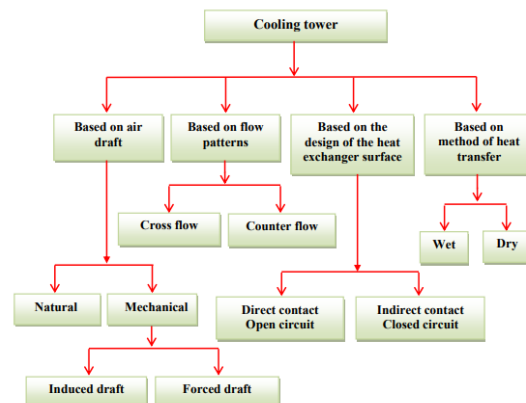 Cooling tower
Based on air
draft
Based on flow
patterns
Based on the
design of the heat
exchanger surface
Based on
method of heat
transfer
Cross flow
Counter flow
Wet
Dry
Natural
Mechanical
Direct contact
Open circuit
Indirect contact
Closed circuit
Induced draft
Forced draft